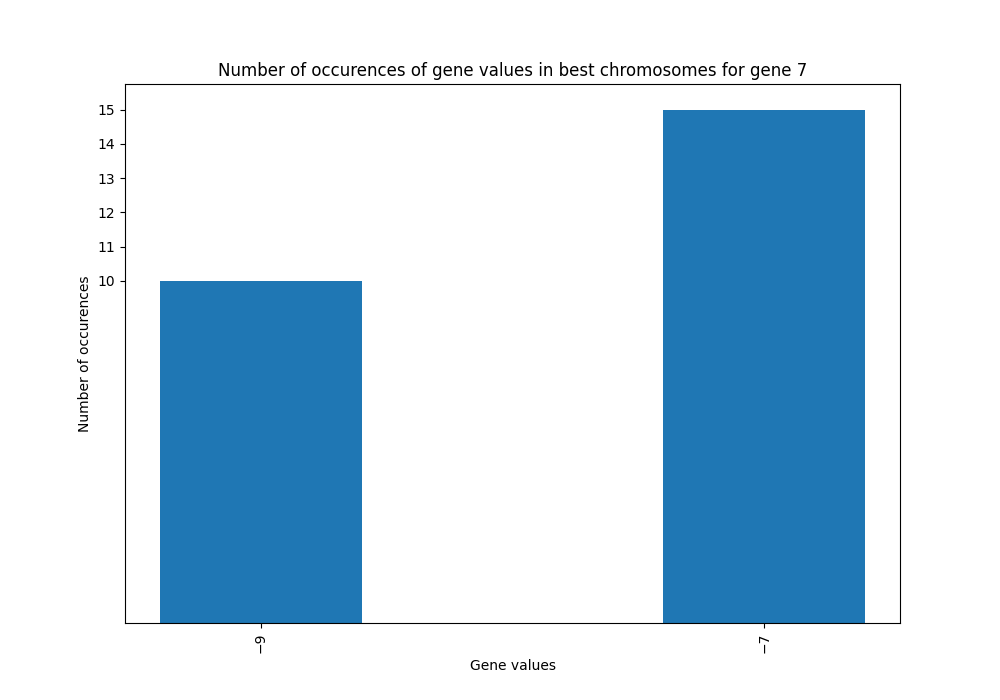 Number of occurences of gene values in best chromosomes for gene 7
15
14
13
12
11
10
Number of occurences
−9
−7
Gene values